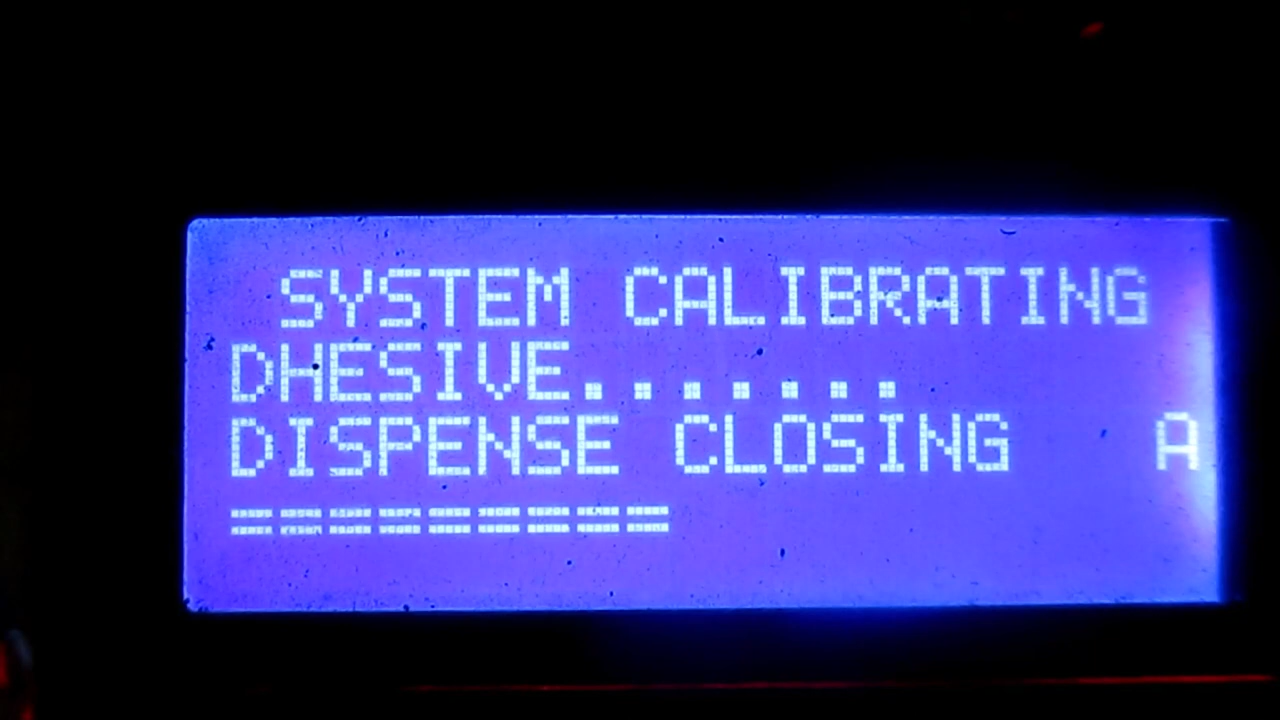 SYSTEM CALIBRATING
DHESIVE.......
DISPENSE CLOSING   A
=========